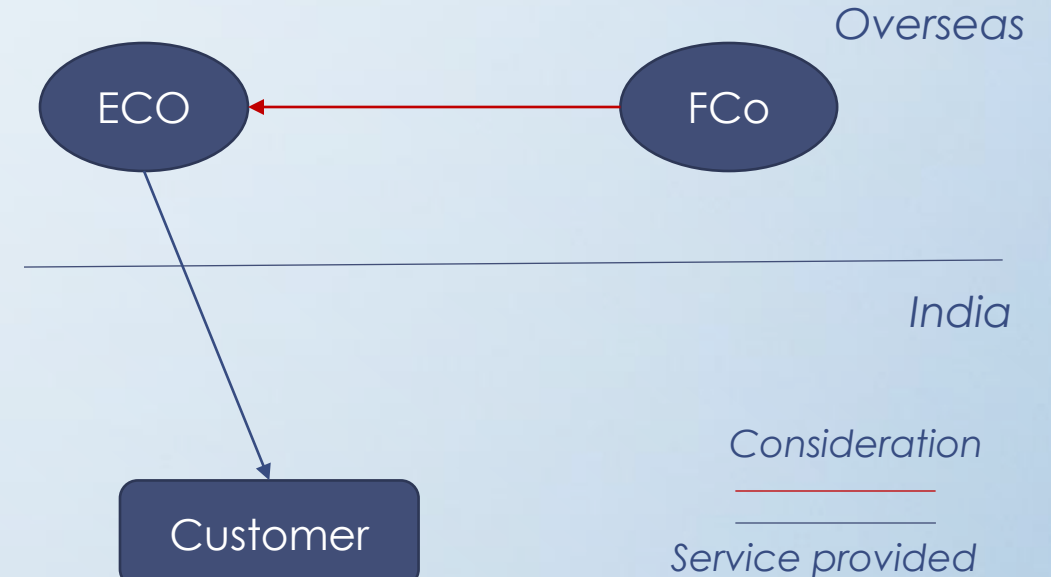 Overseas
ECO
FCo
India
Consideration
Customer
Service provided